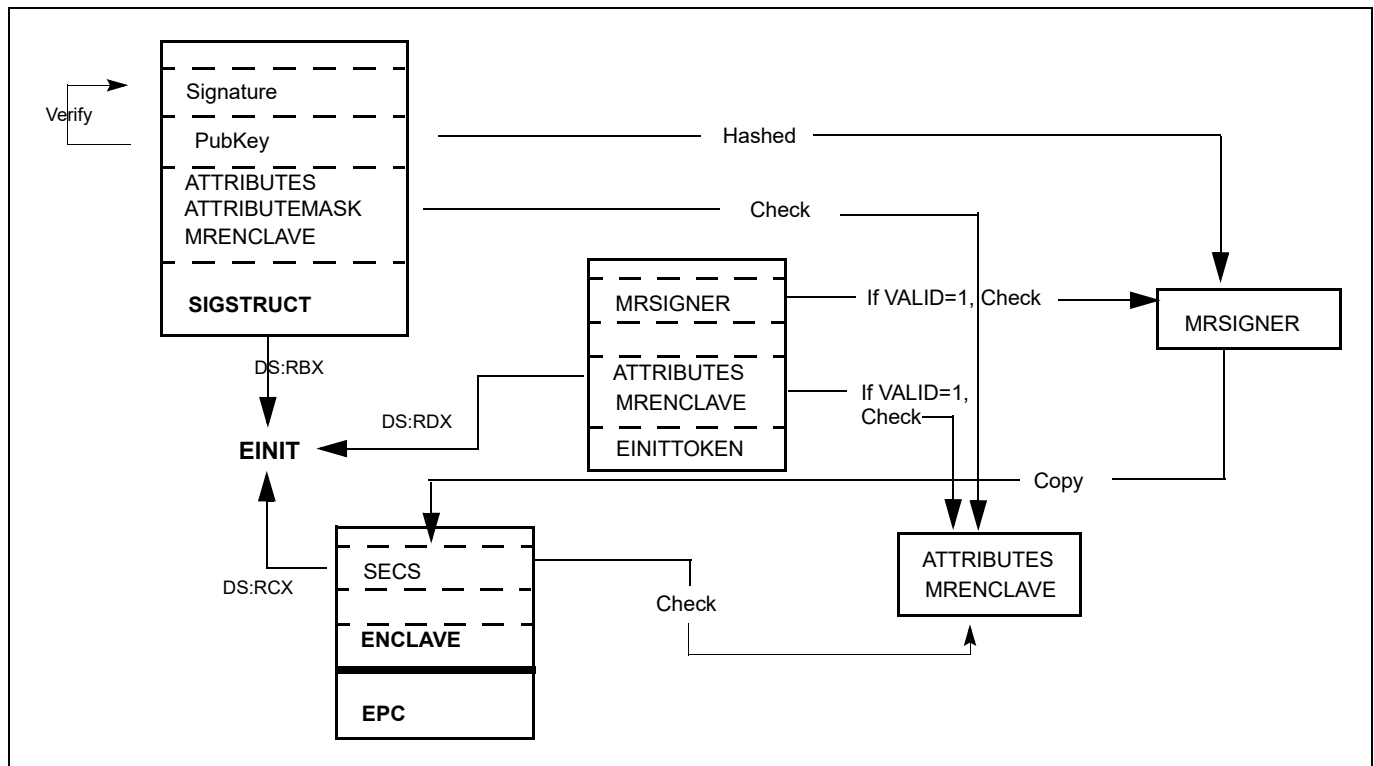 Signature
Verify
PubKey
Hashed
ATTRIBUTES
ATTRIBUTEMASK
MRENCLAVE
Check
SIGSTRUCT
MRSIGNER
If VALID=1, Check
MRSIGNER
DS:RBX
ATTRIBUTES
MRENCLAVE
If VALID=1,
Check
DS:RDX
EINIT
EINITTOKEN
Copy
SECS
DS:RCX
Check
ATTRIBUTES
MRENCLAVE
ENCLAVE
EPC